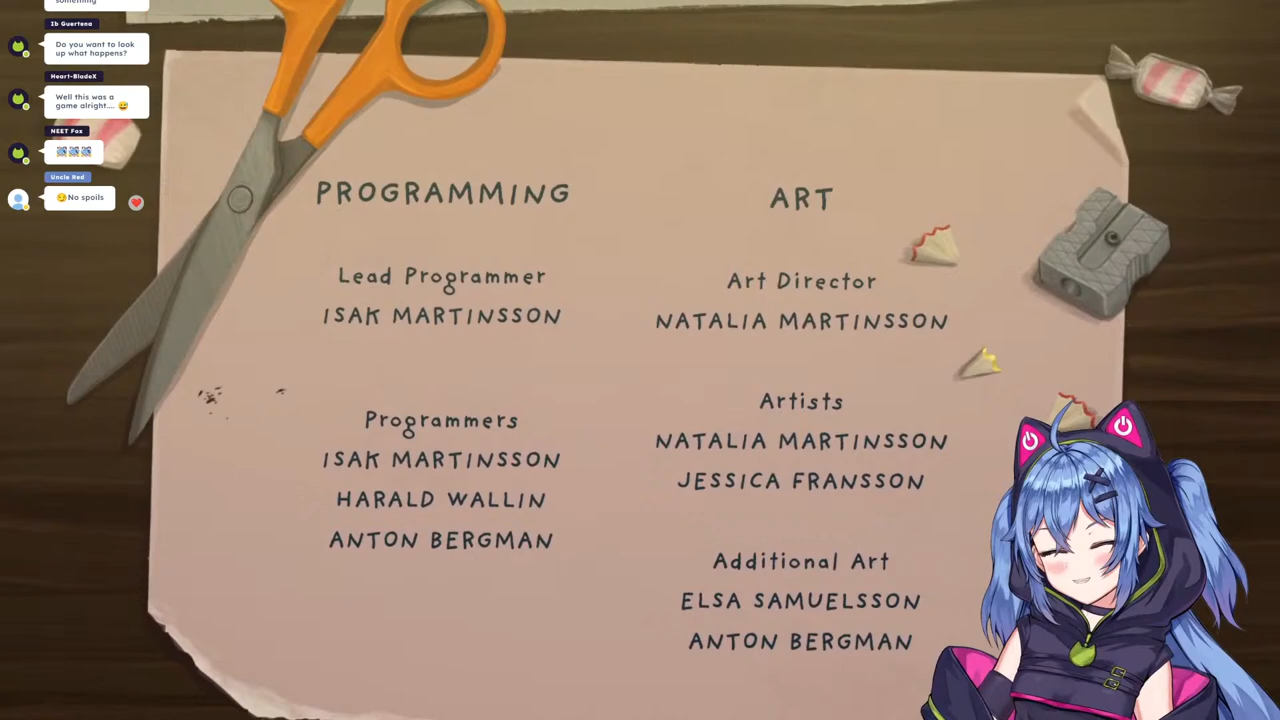 something
Ib Guertena
Do you want to look
up what happens?
Heart-BladeX
Well this was a
game alright.... 😅
NEET Fox
Uncle Red
😏No spoils
PROGRAMMING
Lead Programmer
ISAK MARTINSSON
Programmers
ISAK MARTINSSON
HARALD WALLIN
ANTON BERGMAN
ART
Art Director
NATALIA MARTINSSON
Artists
NATALIA MARTINSSON
JESSICA FRANSSON
Additional Art
ELSA SAMUELSSON
ANTON BERGMAN